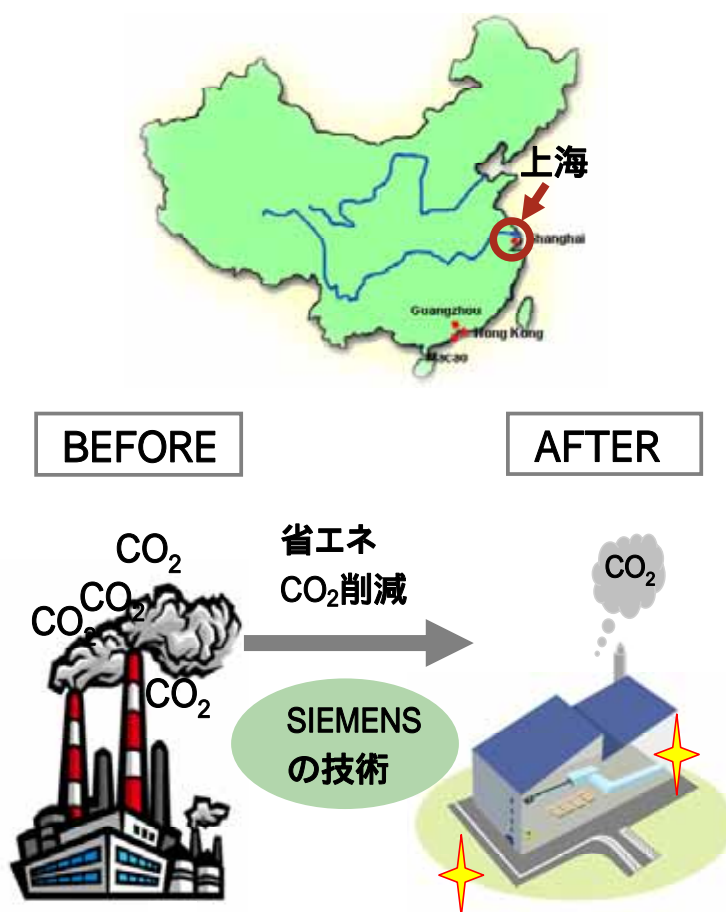 上海
Shanghai
Guangzhou
Hong Kong
Macao
BEFORE
AFTER
CO₂
CO₂
CO₂
CO₂
省エネ
CO₂削減
SIEMENS
の技術
CO₂